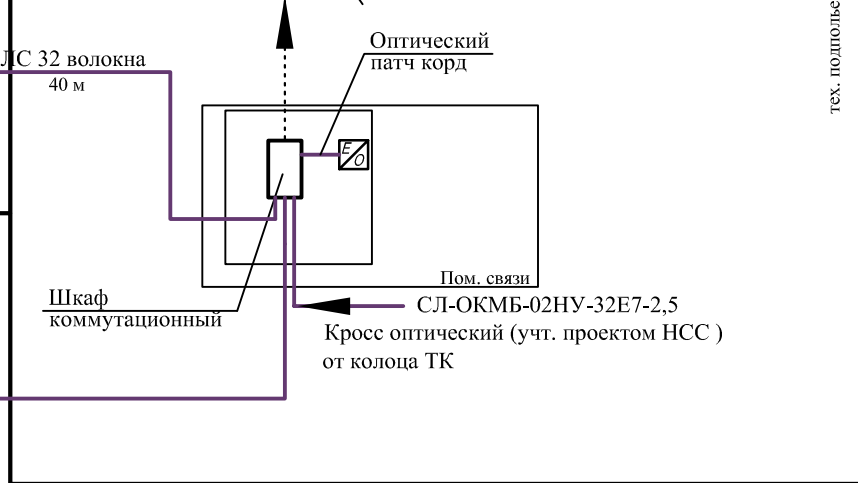 ЛС 32 волокна
40 м
Оптический
патч корд
тех. подполье
E/O
Пом. связи
Шкаф
коммутационный
СЛ-ОКМБ-02НУ-32Е7-2,5
Кросс оптический (учт. проектом НСС )
от колоца ТК